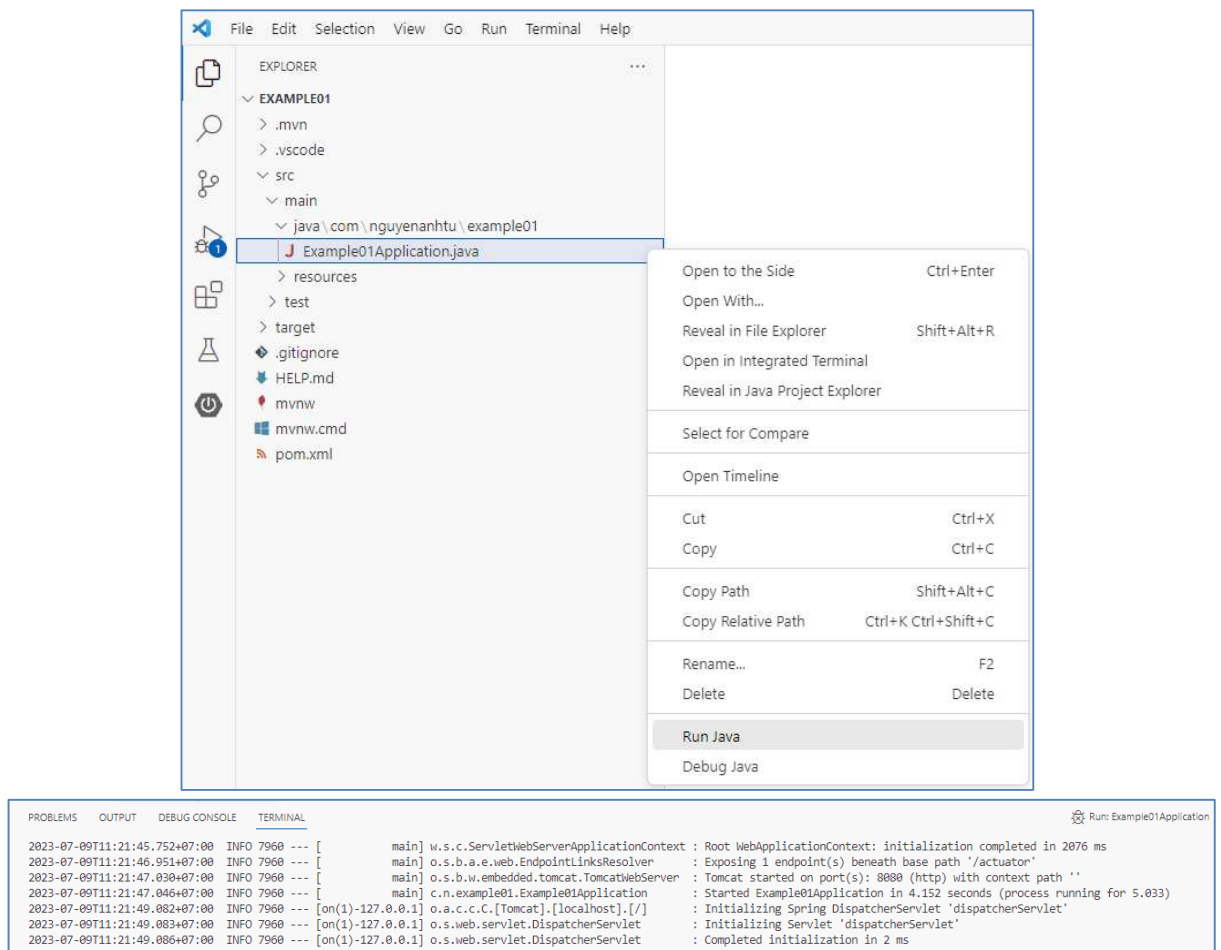 File Edit Selection View Go Run Terminal Help
EXPLORER ···
EXAMPLE01
.mvn
.vscode
src
main
java\com\nguyenanhtu\example01
J Example01Application.java
resources
test
target
.gitignore
HELP.md
mvnw
mvnw.cmd
pom.xml
1
Open to the Side Ctrl+Enter
Open With...
Reveal in File Explorer Shift+Alt+R
Open in Integrated Terminal
Reveal in Java Project Explorer
Select for Compare
Open Timeline
Cut Ctrl+X
Copy Ctrl+C
Copy Path Shift+Alt+C
Copy Relative Path Ctrl+K Ctrl+Shift+C
Rename... F2
Delete Delete
Run Java
Debug Java
PROBLEMS OUTPUT DEBUG CONSOLE TERMINAL Run: Example01Application
2023-07-09T11:21:45.752+07:00 INFO 7960 --- [ main] w.s.c.ServletWebServerApplicationContext : Root WebApplicationContext: initialization completed in 2076 ms
2023-07-09T11:21:46.951+07:00 INFO 7960 --- [ main] o.s.b.a.e.web.EndpointLinksResolver : Exposing 1 endpoint(s) beneath base path '/actuator'
2023-07-09T11:21:47.030+07:00 INFO 7960 --- [ main] o.s.b.w.embedded.tomcat.TomcatWebServer : Tomcat started on port(s): 8080 (http) with context path ''
2023-07-09T11:21:47.046+07:00 INFO 7960 --- [ main] c.n.example01.Example01Application : Started Example01Application in 4.152 seconds (process running for 5.033)
2023-07-09T11:21:49.082+07:00 INFO 7960 --- [on(1)-127.0.0.1] o.a.c.c.C.[Tomcat].[localhost].[/] : Initializing Spring DispatcherServlet 'dispatcherServlet'
2023-07-09T11:21:49.083+07:00 INFO 7960 --- [on(1)-127.0.0.1] o.s.web.servlet.DispatcherServlet : Initializing Servlet 'dispatcherServlet'
2023-07-09T11:21:49.086+07:00 INFO 7960 --- [on(1)-127.0.0.1] o.s.web.servlet.DispatcherServlet : Completed initialization in 2 ms